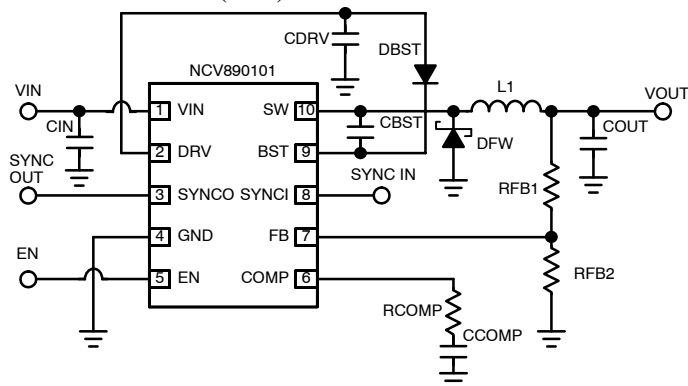 CDRV
DBST
NCV890101
VIN
L1
VOUT
1 VIN
SW 10
CIN
CBST
COUT
2 DRV
BST 9
DFW
SYNC
OUT
SYNC IN
3 SYNCO
SYNCI 8
RFB1
4 GND
FB 7
EN
5 EN
COMP 6
RFB2
RCOMP
CCOMP